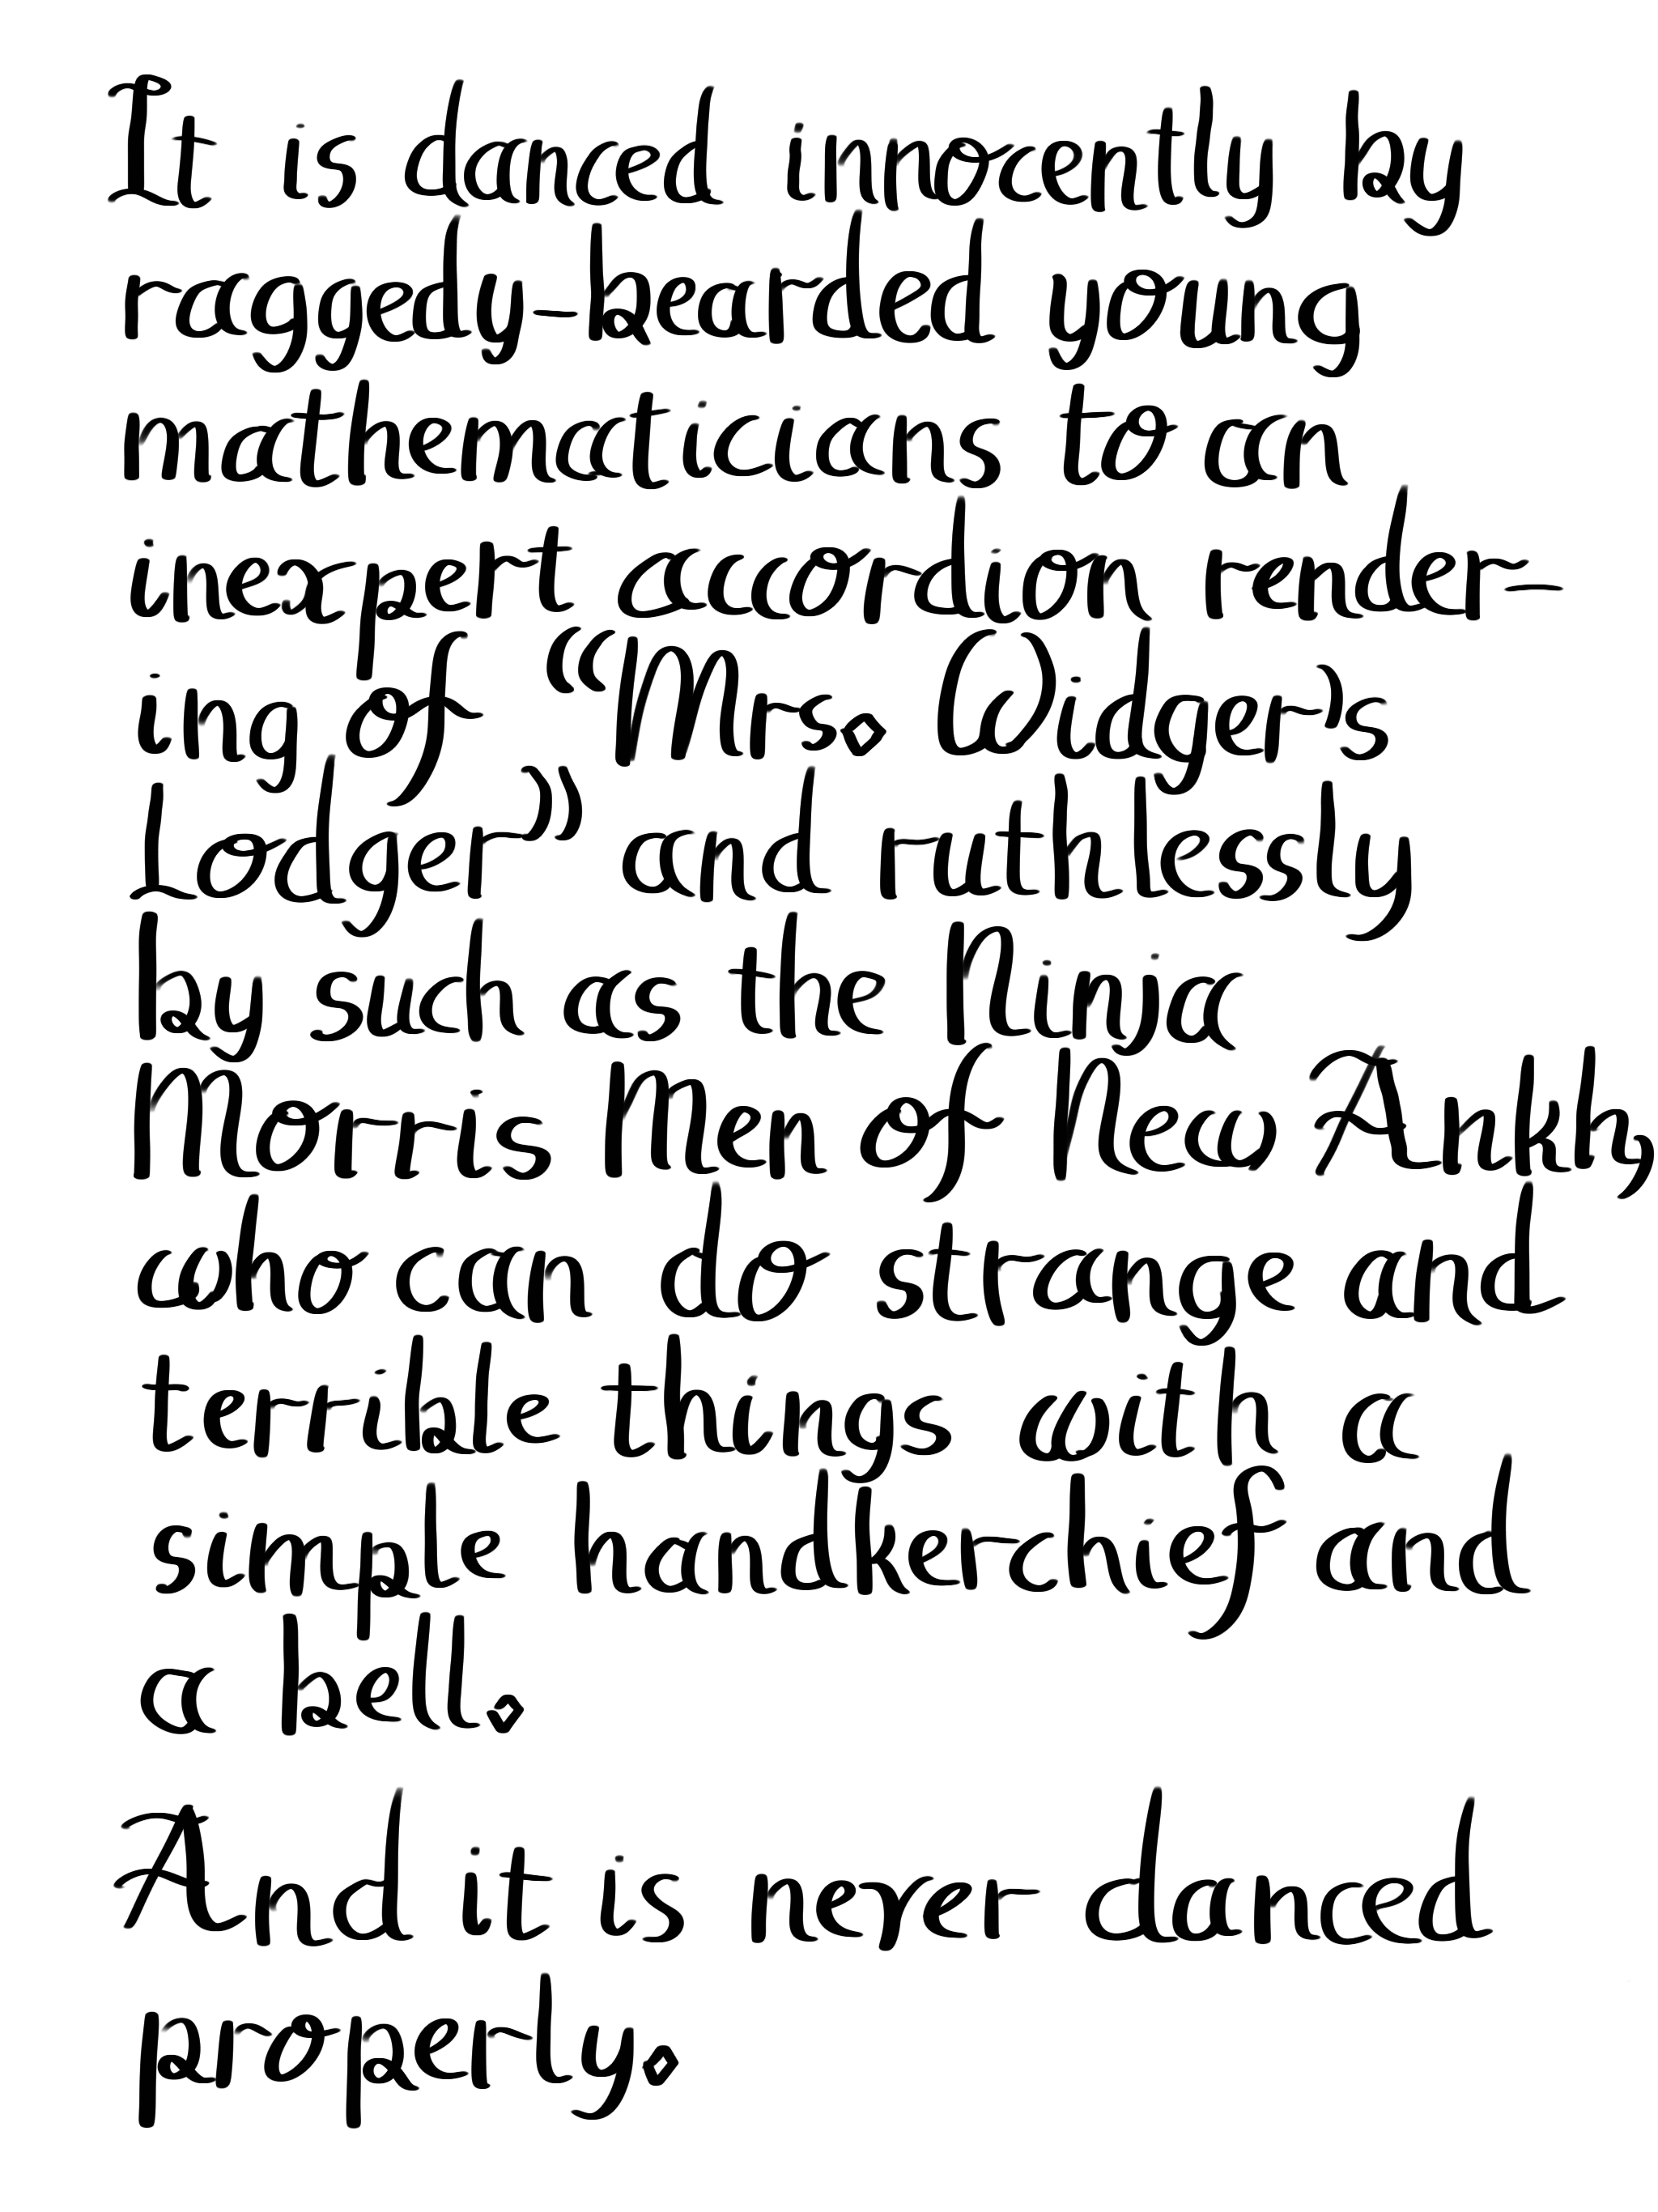 It is danced innocently by
raggedy-bearded young
mathematicians to an
inexpert accordion render-
ing of “Mrs. Widger’s
Lodger” and ruthlessly
by such as the Ninja
Morris Men of New Ankh,
who can do strange and
terrible things with a
simple handkerchief and
a bell.
And it is never danced
properly.